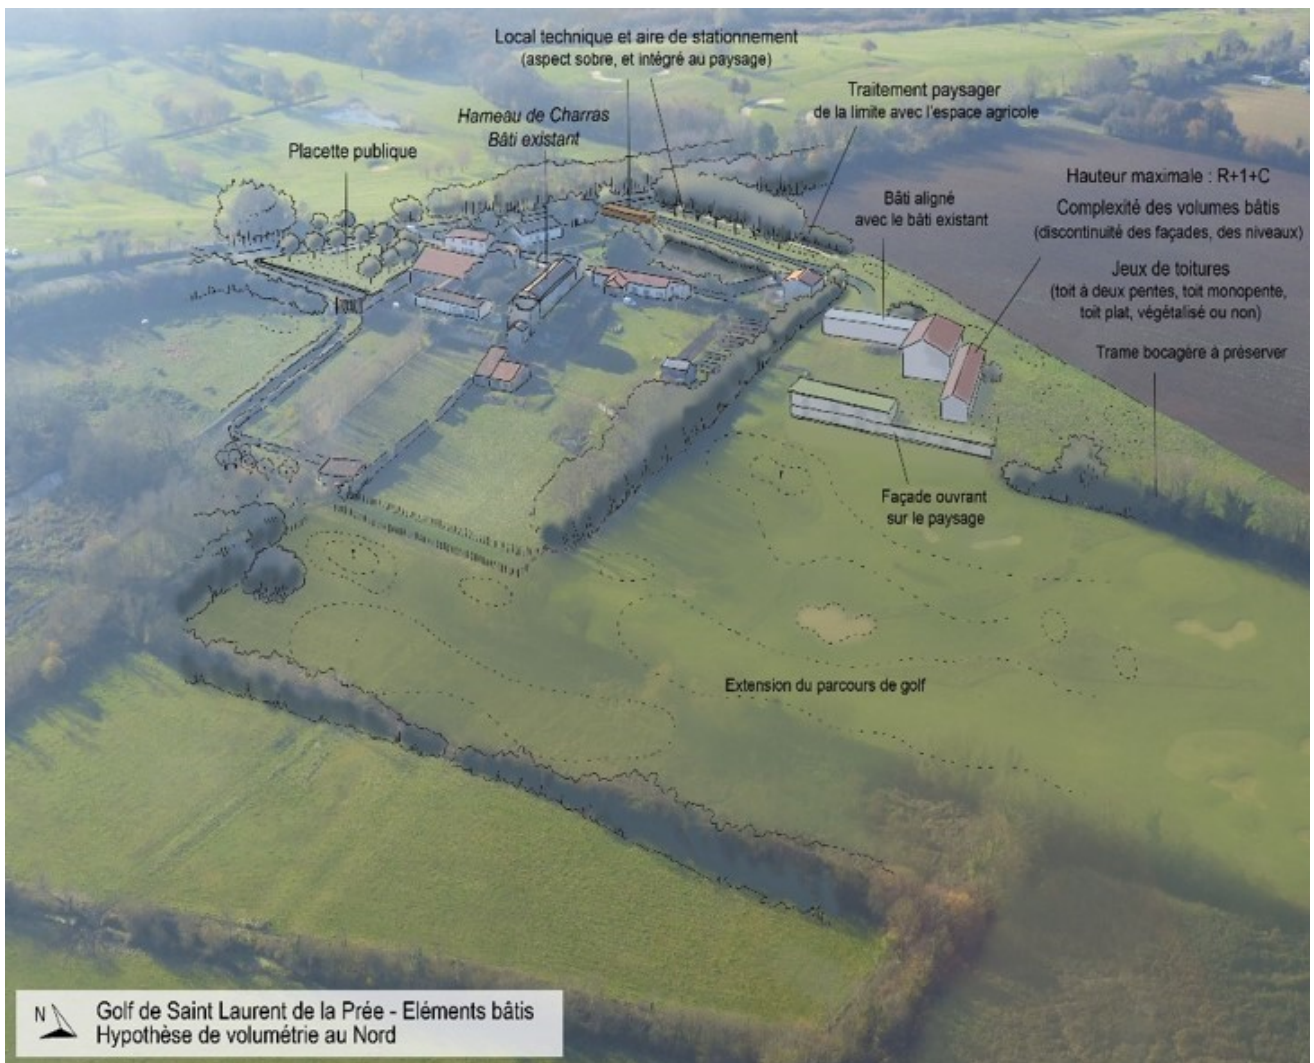 Local technique et aire de stationnement
(aspect sobre, et intégré au paysage)
Traitement paysager
de la limite avec l'espace agricole
Hameau de Charras
Bâti existant
Placette publique
Hauteur maximale : R+1+C
Bâti aligné
avec le bâti existant
Complexité des volumes bâtis
(discontinuité des façades, des niveaux)
Jeux de toitures
(toit à deux pentes, toit monopente,
toit plat, végétalisé ou non)
Trame bocagère à préserver
Façade ouvrant
sur le paysage
Extension du parcours de golf
N
Golf de Saint Laurent de la Prée - Eléments bâtis
Hypothèse de volumétrie au Nord